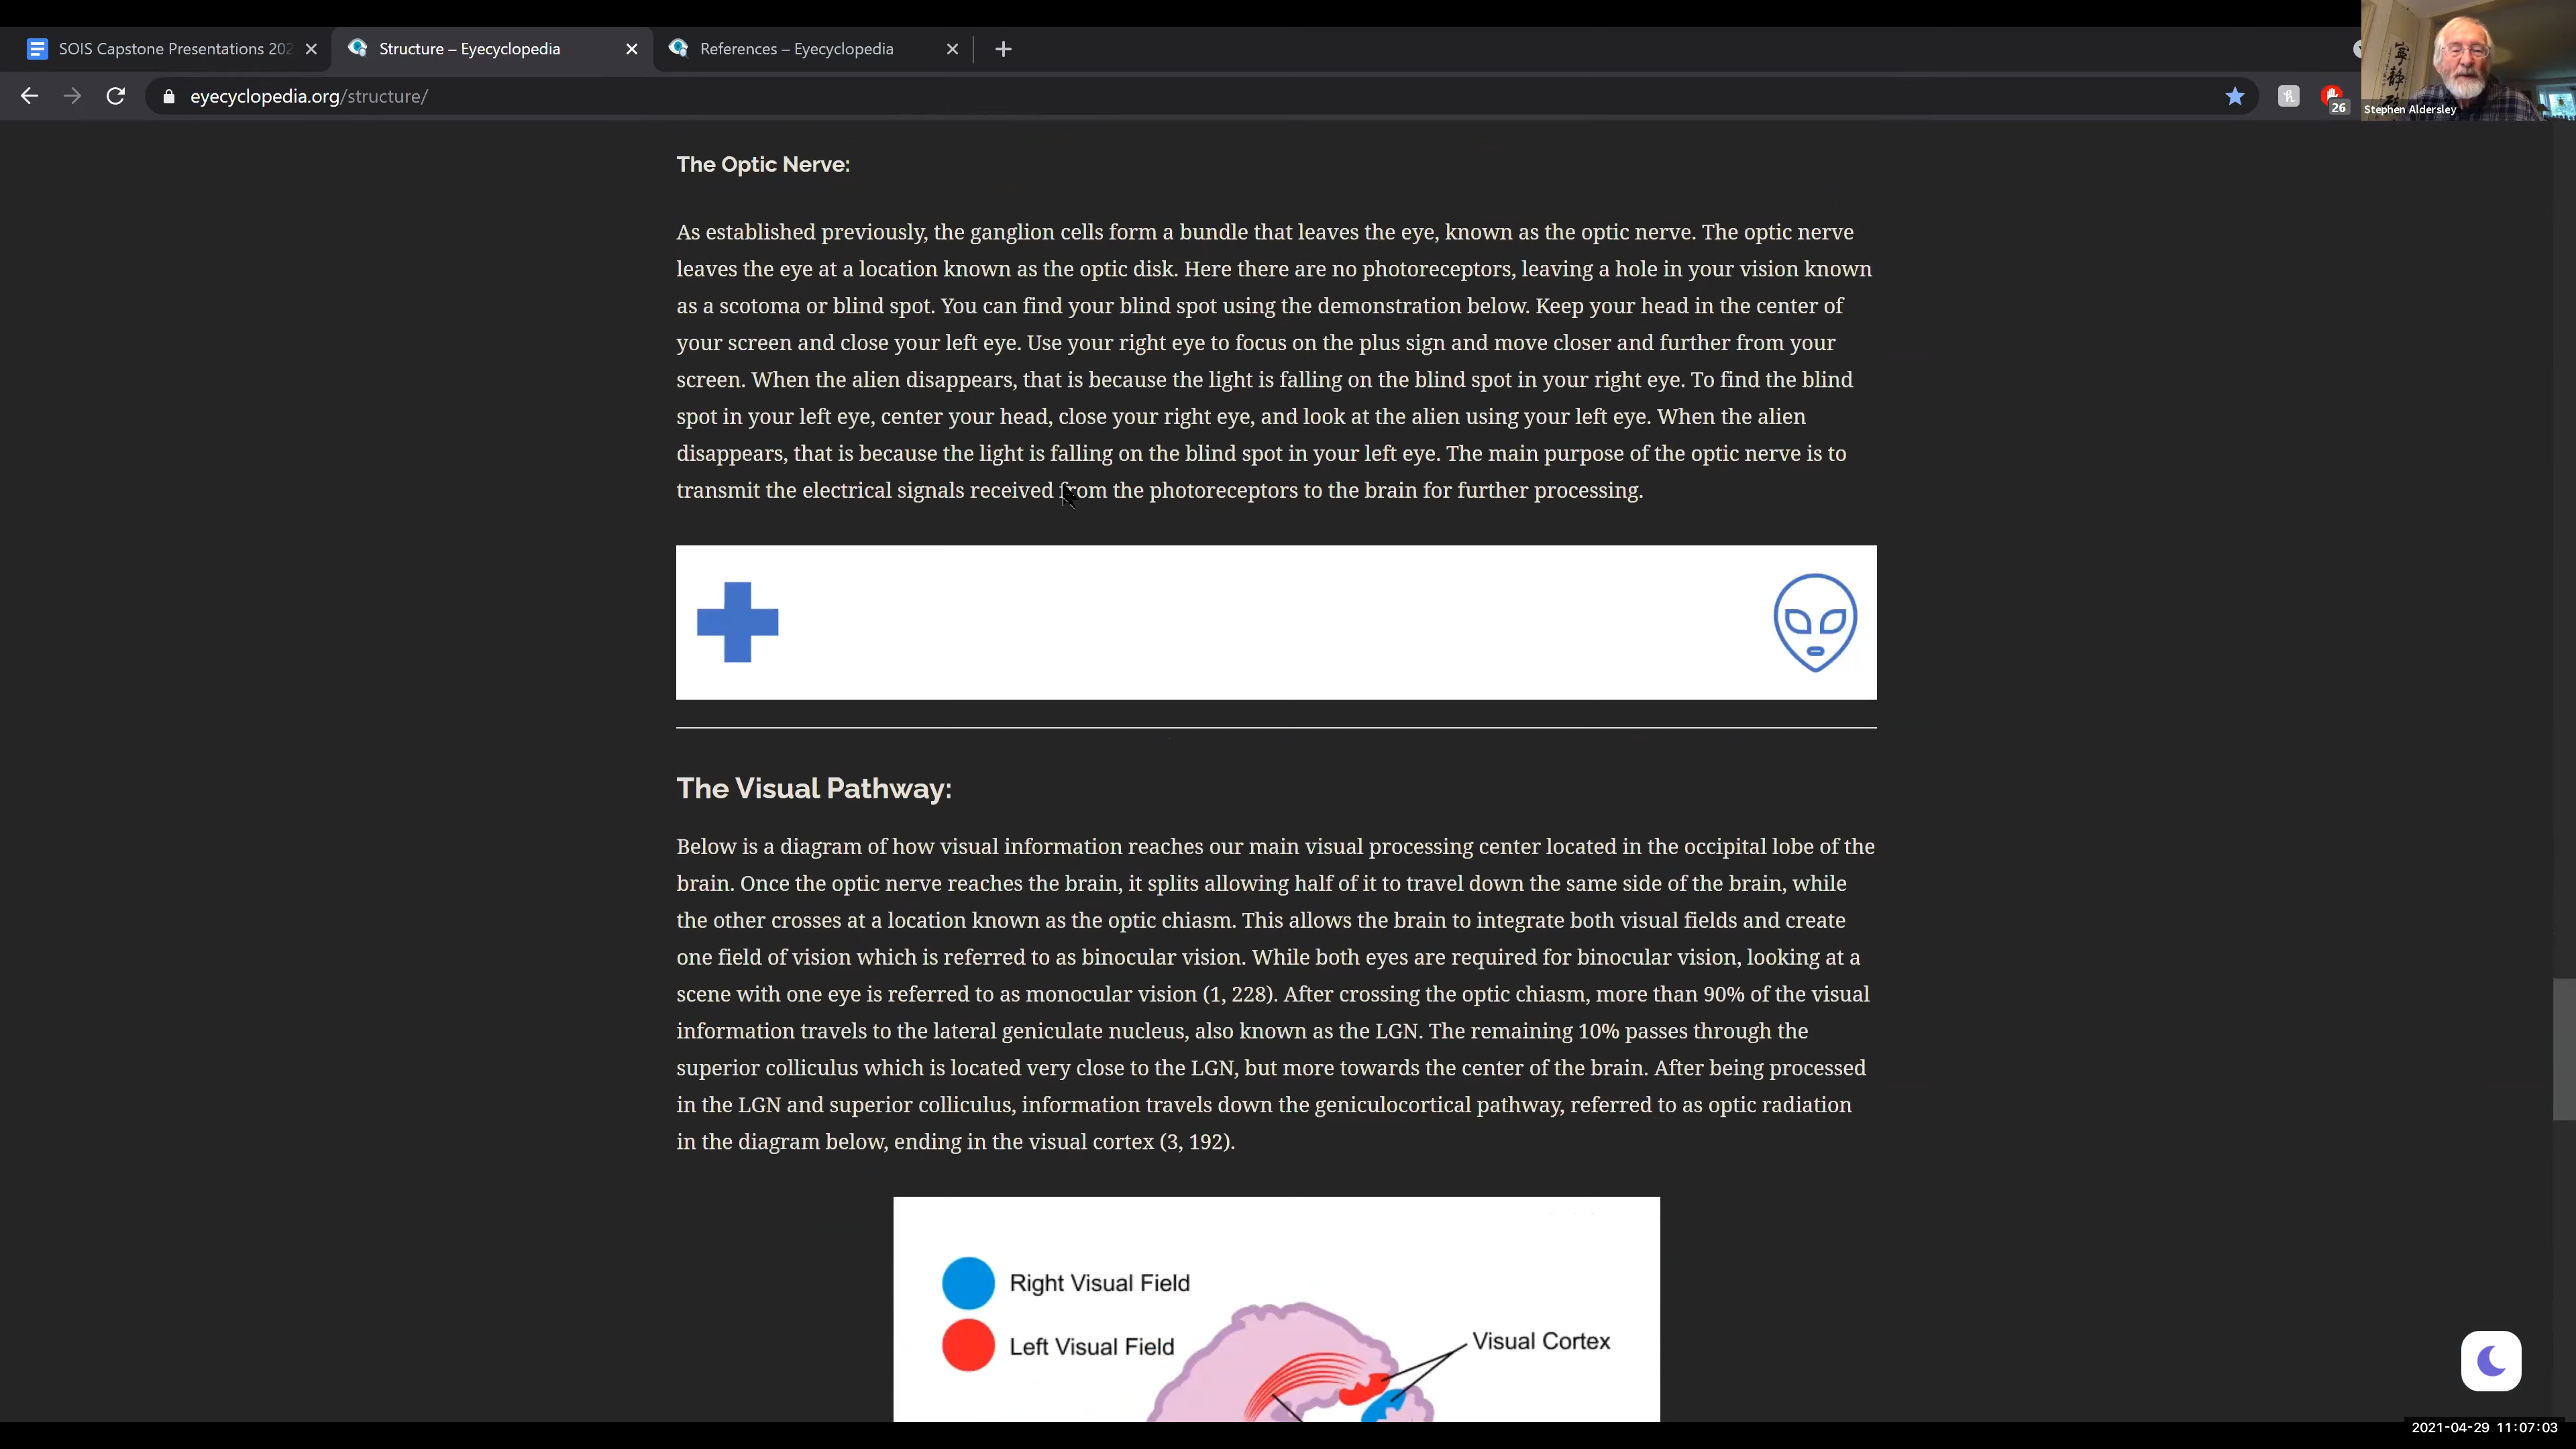 SOIS Capstone Presentations 202
Structure – Eyecyclopedia
References – Eyecyclopedia
eyecyclopedia.org/structure/
26
Stephen Aldersley
The Optic Nerve:
As established previously, the ganglion cells form a bundle that leaves the eye, known as the optic nerve. The optic nerve
leaves the eye at a location known as the optic disk. Here there are no photoreceptors, leaving a hole in your vision known
as a scotoma or blind spot. You can find your blind spot using the demonstration below. Keep your head in the center of
your screen and close your left eye. Use your right eye to focus on the plus sign and move closer and further from your
screen. When the alien disappears, that is because the light is falling on the blind spot in your right eye. To find the blind
spot in your left eye, center your head, close your right eye, and look at the alien using your left eye. When the alien
disappears, that is because the light is falling on the blind spot in your left eye. The main purpose of the optic nerve is to
transmit the electrical signals received from the photoreceptors to the brain for further processing.
The Visual Pathway:
Below is a diagram of how visual information reaches our main visual processing center located in the occipital lobe of the
brain. Once the optic nerve reaches the brain, it splits allowing half of it to travel down the same side of the brain, while
the other crosses at a location known as the optic chiasm. This allows the brain to integrate both visual fields and create
one field of vision which is referred to as binocular vision. While both eyes are required for binocular vision, looking at a
scene with one eye is referred to as monocular vision (1, 228). After crossing the optic chiasm, more than 90% of the visual
information travels to the lateral geniculate nucleus, also known as the LGN. The remaining 10% passes through the
superior colliculus which is located very close to the LGN, but more towards the center of the brain. After being processed
in the LGN and superior colliculus, information travels down the geniculocortical pathway, referred to as optic radiation
in the diagram below, ending in the visual cortex (3, 192).
Right Visual Field
Left Visual Field
Visual Cortex
2021-04-29 11:07:03